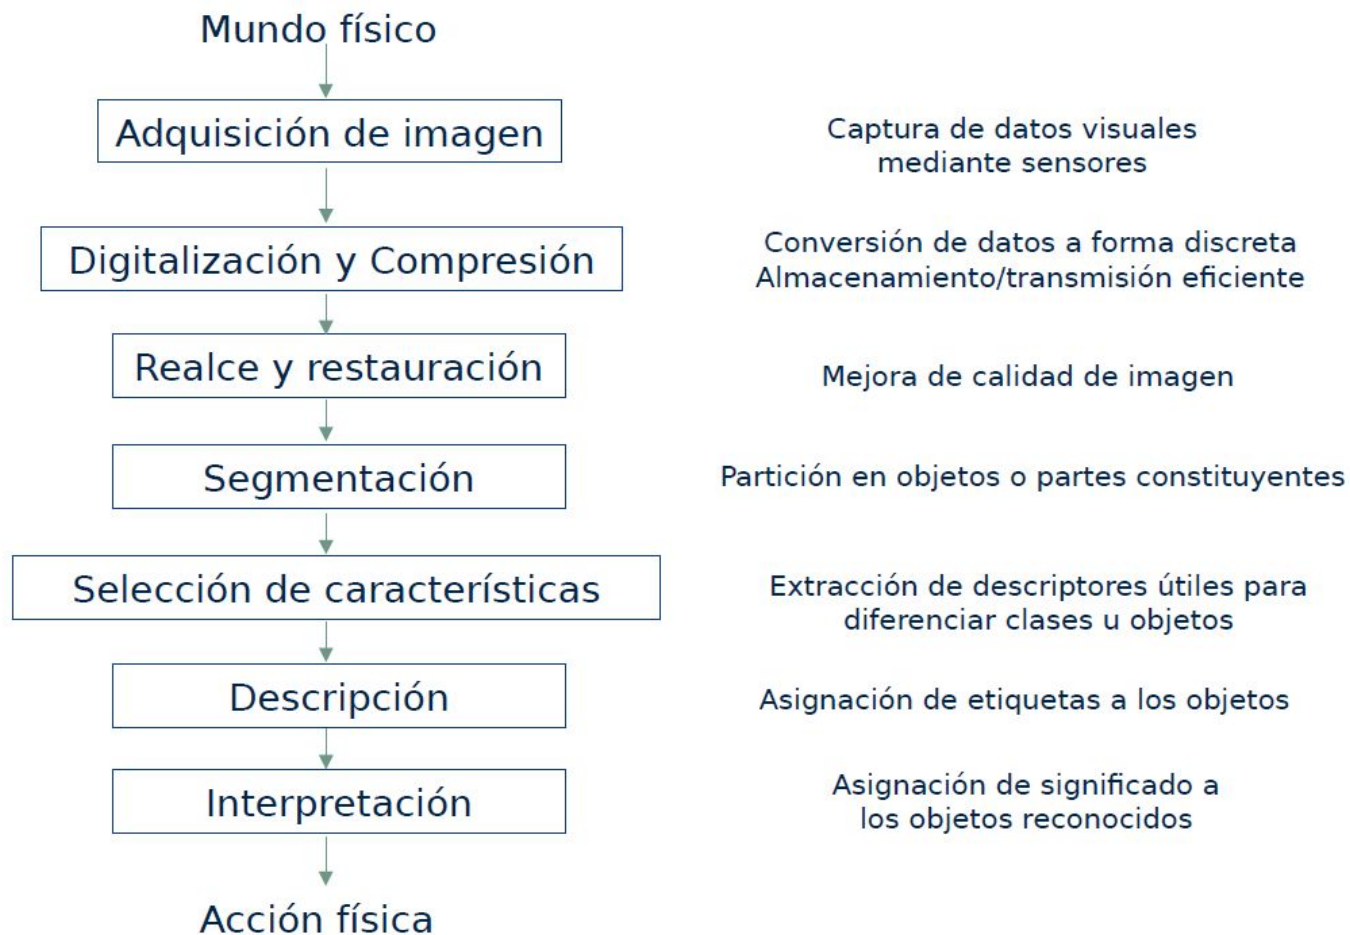 Mundo físico
Adquisición de imagen
Captura de datos visuales
mediante sensores
Digitalización y Compresión
Conversión de datos a forma discreta
Almacenamiento/transmisión eficiente
Realce y restauración
Mejora de calidad de imagen
Segmentación
Partición en objetos o partes constituyentes
Selección de características
Extracción de descriptores útiles para
diferenciar clases u objetos
Descripción
Asignación de etiquetas a los objetos
Interpretación
Asignación de significado a
los objetos reconocidos
Acción física